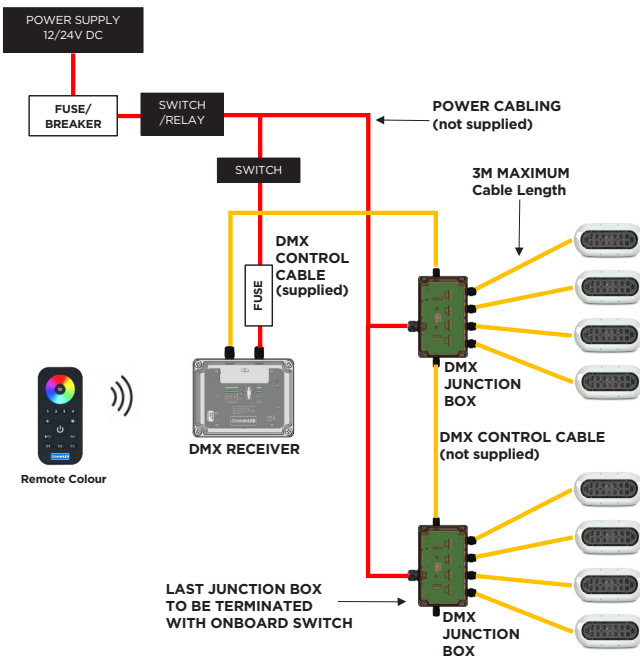 POWER SUPPLY
12/24V DC
FUSE/
BREAKER
SWITCH
/RELAY
POWER CABLING
(not supplied)
SWITCH
3M MAXIMUM
Cable Length
DMX
CONTROL
CABLE
(supplied)
FUSE
DMX
JUNCTION
BOX
DMX RECEIVER
Remote Colour
DMX CONTROL CABLE
(not supplied)
LAST JUNCTION BOX
TO BE TERMINATED
WITH ONBOARD SWITCH
DMX
JUNCTION
BOX